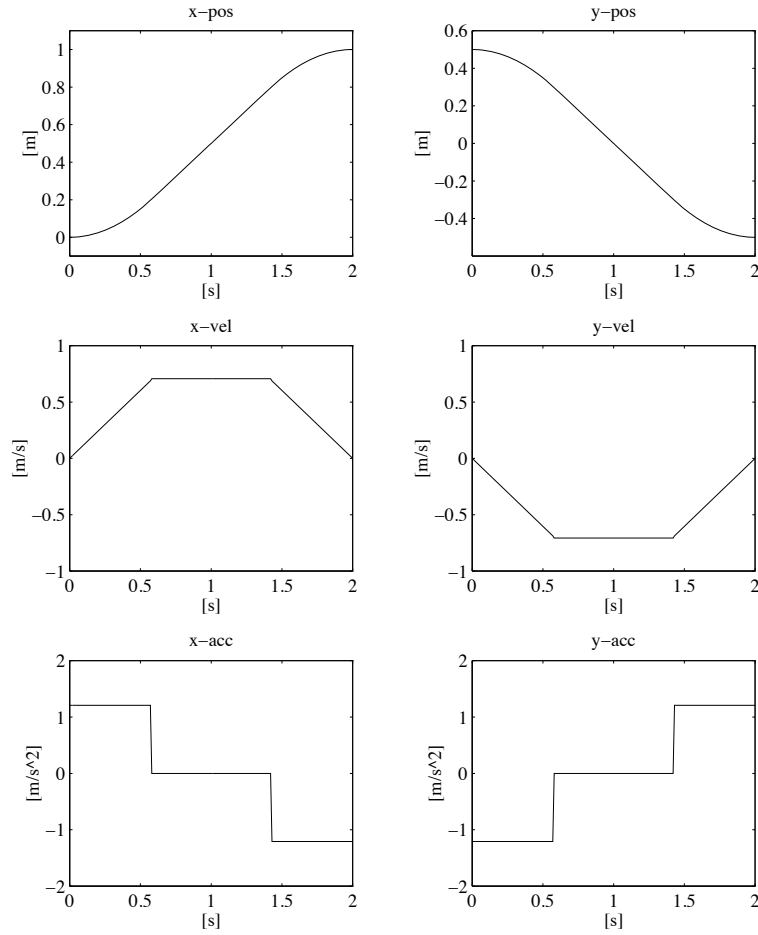 x−pos
y−pos
1
0.8
0.6
0.4
0.2
0
[m]
0 0.5 1 1.5 2
[s]
0.6
0.4
0.2
0
−0.2
−0.4
[m]
0 0.5 1 1.5 2
[s]
x−vel
y−vel
1
0.5
0
−0.5
−1
[m/s]
0 0.5 1 1.5 2
[s]
1
0.5
0
−0.5
−1
[m/s]
0 0.5 1 1.5 2
[s]
x−acc
y−acc
2
1
0
−1
−2
[m/s^2]
0 0.5 1 1.5 2
[s]
2
1
0
−1
−2
[m/s^2]
0 0.5 1 1.5 2
[s]